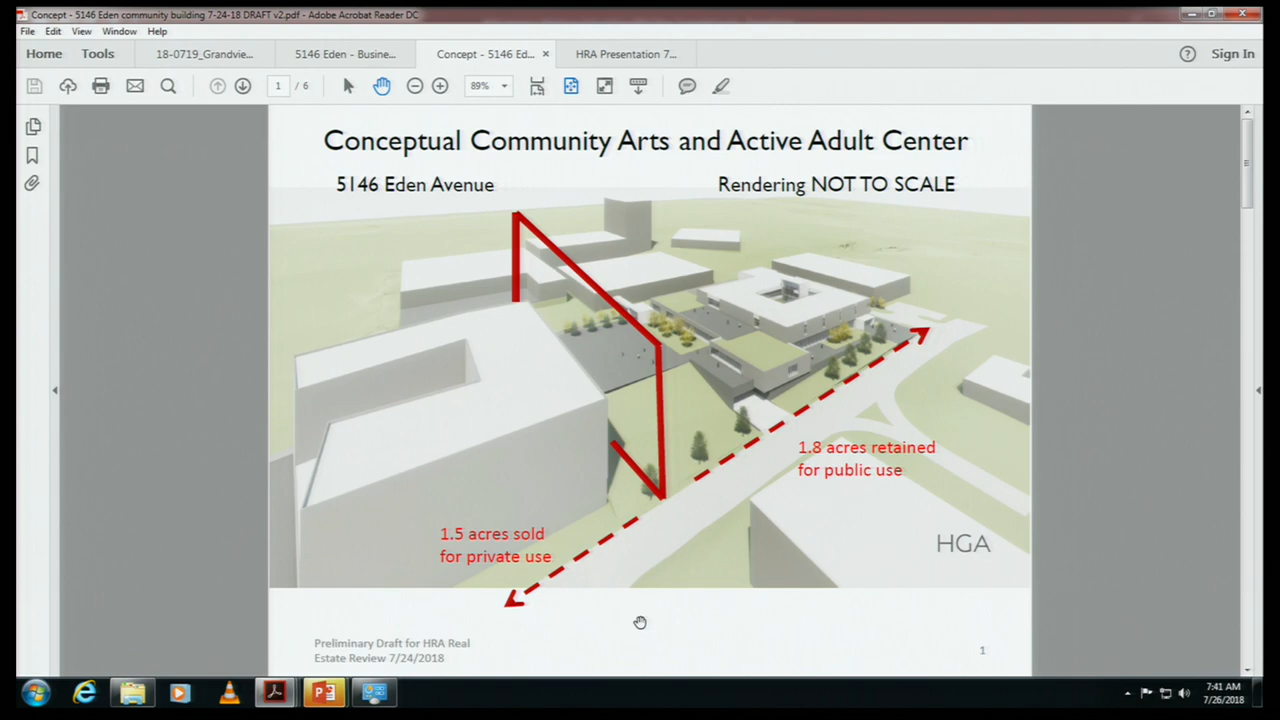 Concept - 5146 Eden community building 7-24-18 DRAFT v2.pdf - Adobe Acrobat Reader DC
File Edit View Window Help
Home Tools 18-0719_Grandvie... 5146 Eden - Busine... Concept - 5146 Ed... × HRA Presentation 7... ? Sign In
1 / 6 89%
Conceptual Community Arts and Active Adult Center
5146 Eden Avenue Rendering NOT TO SCALE
1.8 acres retained
for public use
1.5 acres sold
for private use
HGA
Preliminary Draft for HRA Real
Estate Review 7/24/2018
1
7:41 AM
7/26/2018